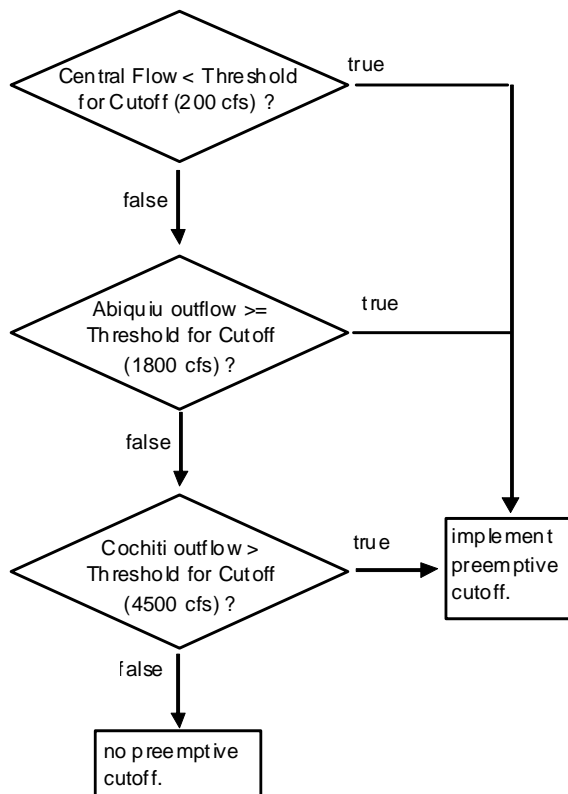 Central Flow < Threshold
for Cutoff (200 cfs) ?
true
false
Abiquiu outflow >=
Threshold for Cutoff
(1800 cfs) ?
true
false
Cochiti outflow >
Threshold for Cutoff
(4500 cfs) ?
true
implement
preemptive
cutoff.
false
no preemptive
cutoff.